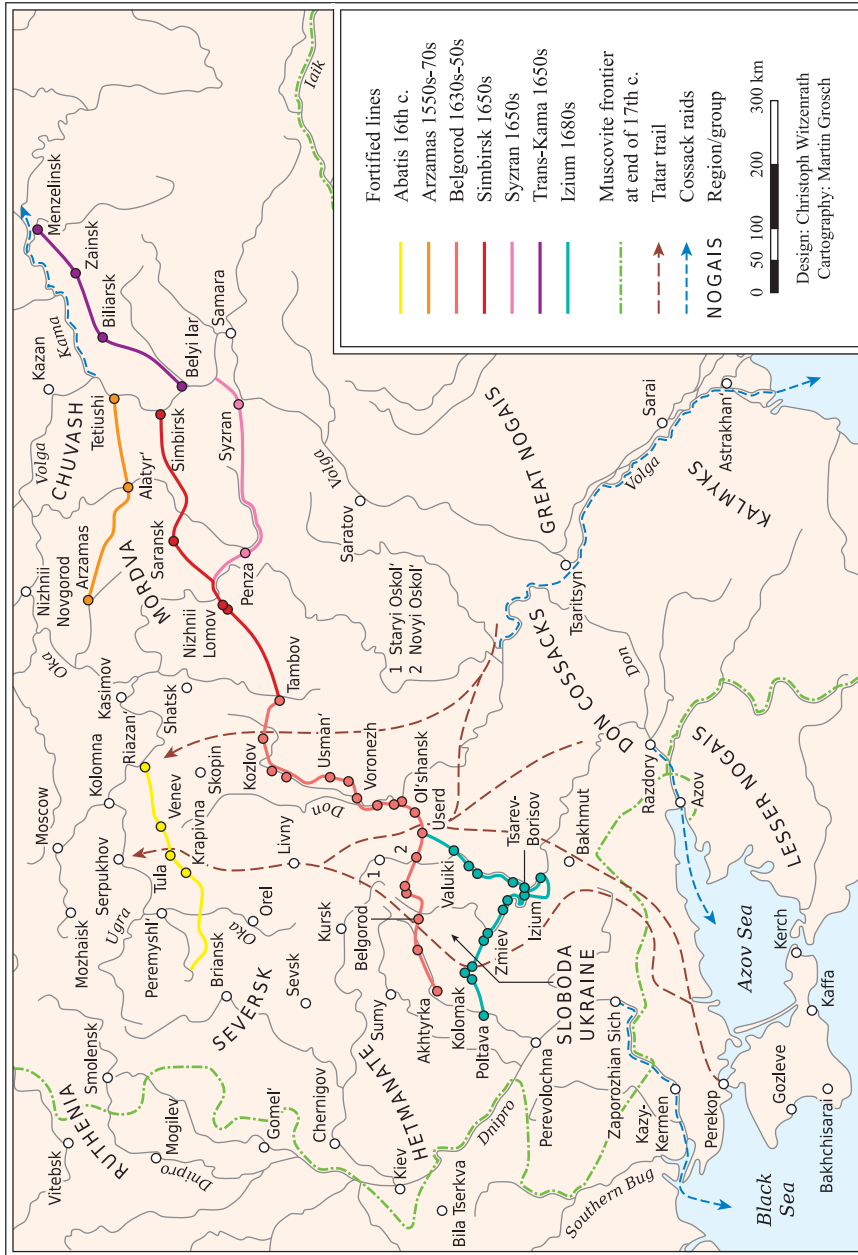 Fortified lines
Abatis 16th c.
Arzamas 1550s-70s
Belgorod 1630s-50s
Simbirsk 1650s
Syzran 1650s
Trans-Kama 1650s
Izium 1680s
Muscovite frontier
at end of 17th c.
Tatar trail
Cossack raids
NOGAIS
Region/group
0 50 100 200 300 km
Design: Christoph Witzenrath
Cartography: Martin Grosch
Vitebsk
RUTHENIA
Smolensk
Mogilev
Dnipro
Gomel'
Chernigov
Kiev
Bila Tserkva
HETMANATE
Dnipro
Southern Bug
Perevolochna
Mozhaisk
Moscow
Ugra
Serpukhov
Kolomna
Peremyshl'
Tula
Venev
Krapivna
Riazan'
Skopin
Oka
Orel
Briansk
SEVERSK
Sevsk
Livny
Kursk
Belgorod
Sumy
Akhtyrka
Kolomak
Poltava
1
2
Zmiev
Valuiki
Izium
Tsarev-
Borisov
SLOBODA
UKRAINE
Bakhmut
Zaporozhian Sich
Kazy-
Kermen
Perekop
Black
Sea
Gozleve
Bakhchisarai
Kaffa
Kerch
Azov Sea
Azov
Razdory
LESSER NOGAIS
DON COSSACKS
Don
Oka
Kasimov
Shatsk
Kozlov
Tambov
Usman'
Voronezh
Don
Ol'shansk
Userd
1 Staryi Oskol'
2 Novyi Oskol'
Nizhnii
Novgorod
Arzamas
MORDVA
Alatyr'
Saransk
Nizhnii
Lomov
Penza
Volga
CHUVASH
Kazan
Tetiushi
Simbirsk
Syzran
Belyi Iar
Samara
Kama
Biliarsk
Zainsk
Menzelinsk
Iaik
Volga
Saratov
GREAT NOGAIS
Tsaritsyn
Volga
Sarai
Astrakhan'
KALMYKS